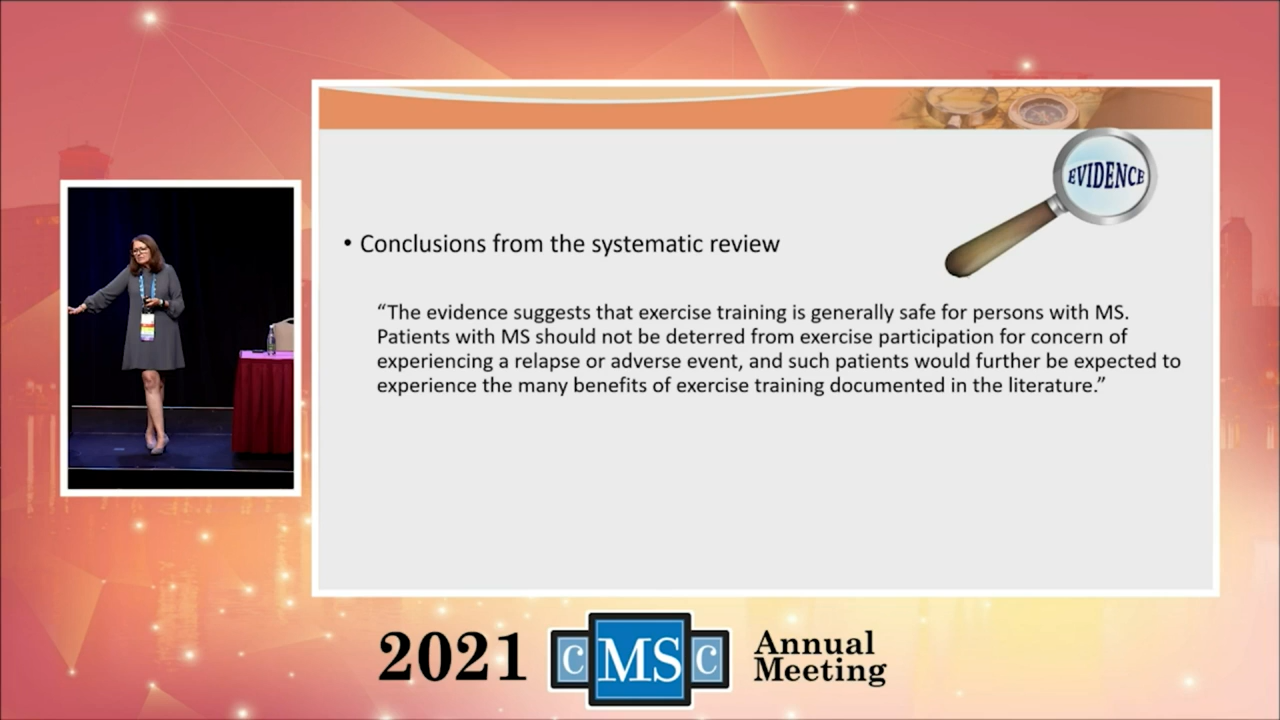 EVIDENCE
• Conclusions from the systematic review
“The evidence suggests that exercise training is generally safe for persons with MS.
Patients with MS should not be deterred from exercise participation for concern of
experiencing a relapse or adverse event, and such patients would further be expected to
experience the many benefits of exercise training documented in the literature.”
2021
CMSC
Annual
Meeting